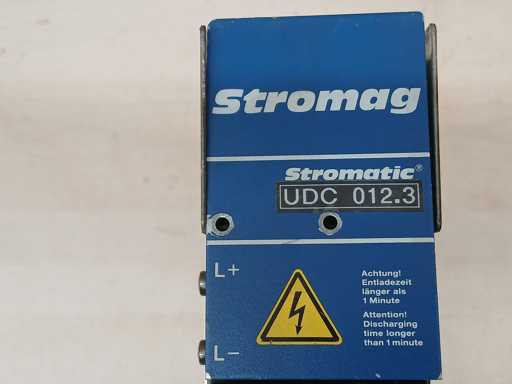 Stromag
Stromatic®
UDC 012.3
L+
Achtung!
Entladezeit
länger als
1 Minute
Attention!
Discharging
time longer
than 1 minute
L−